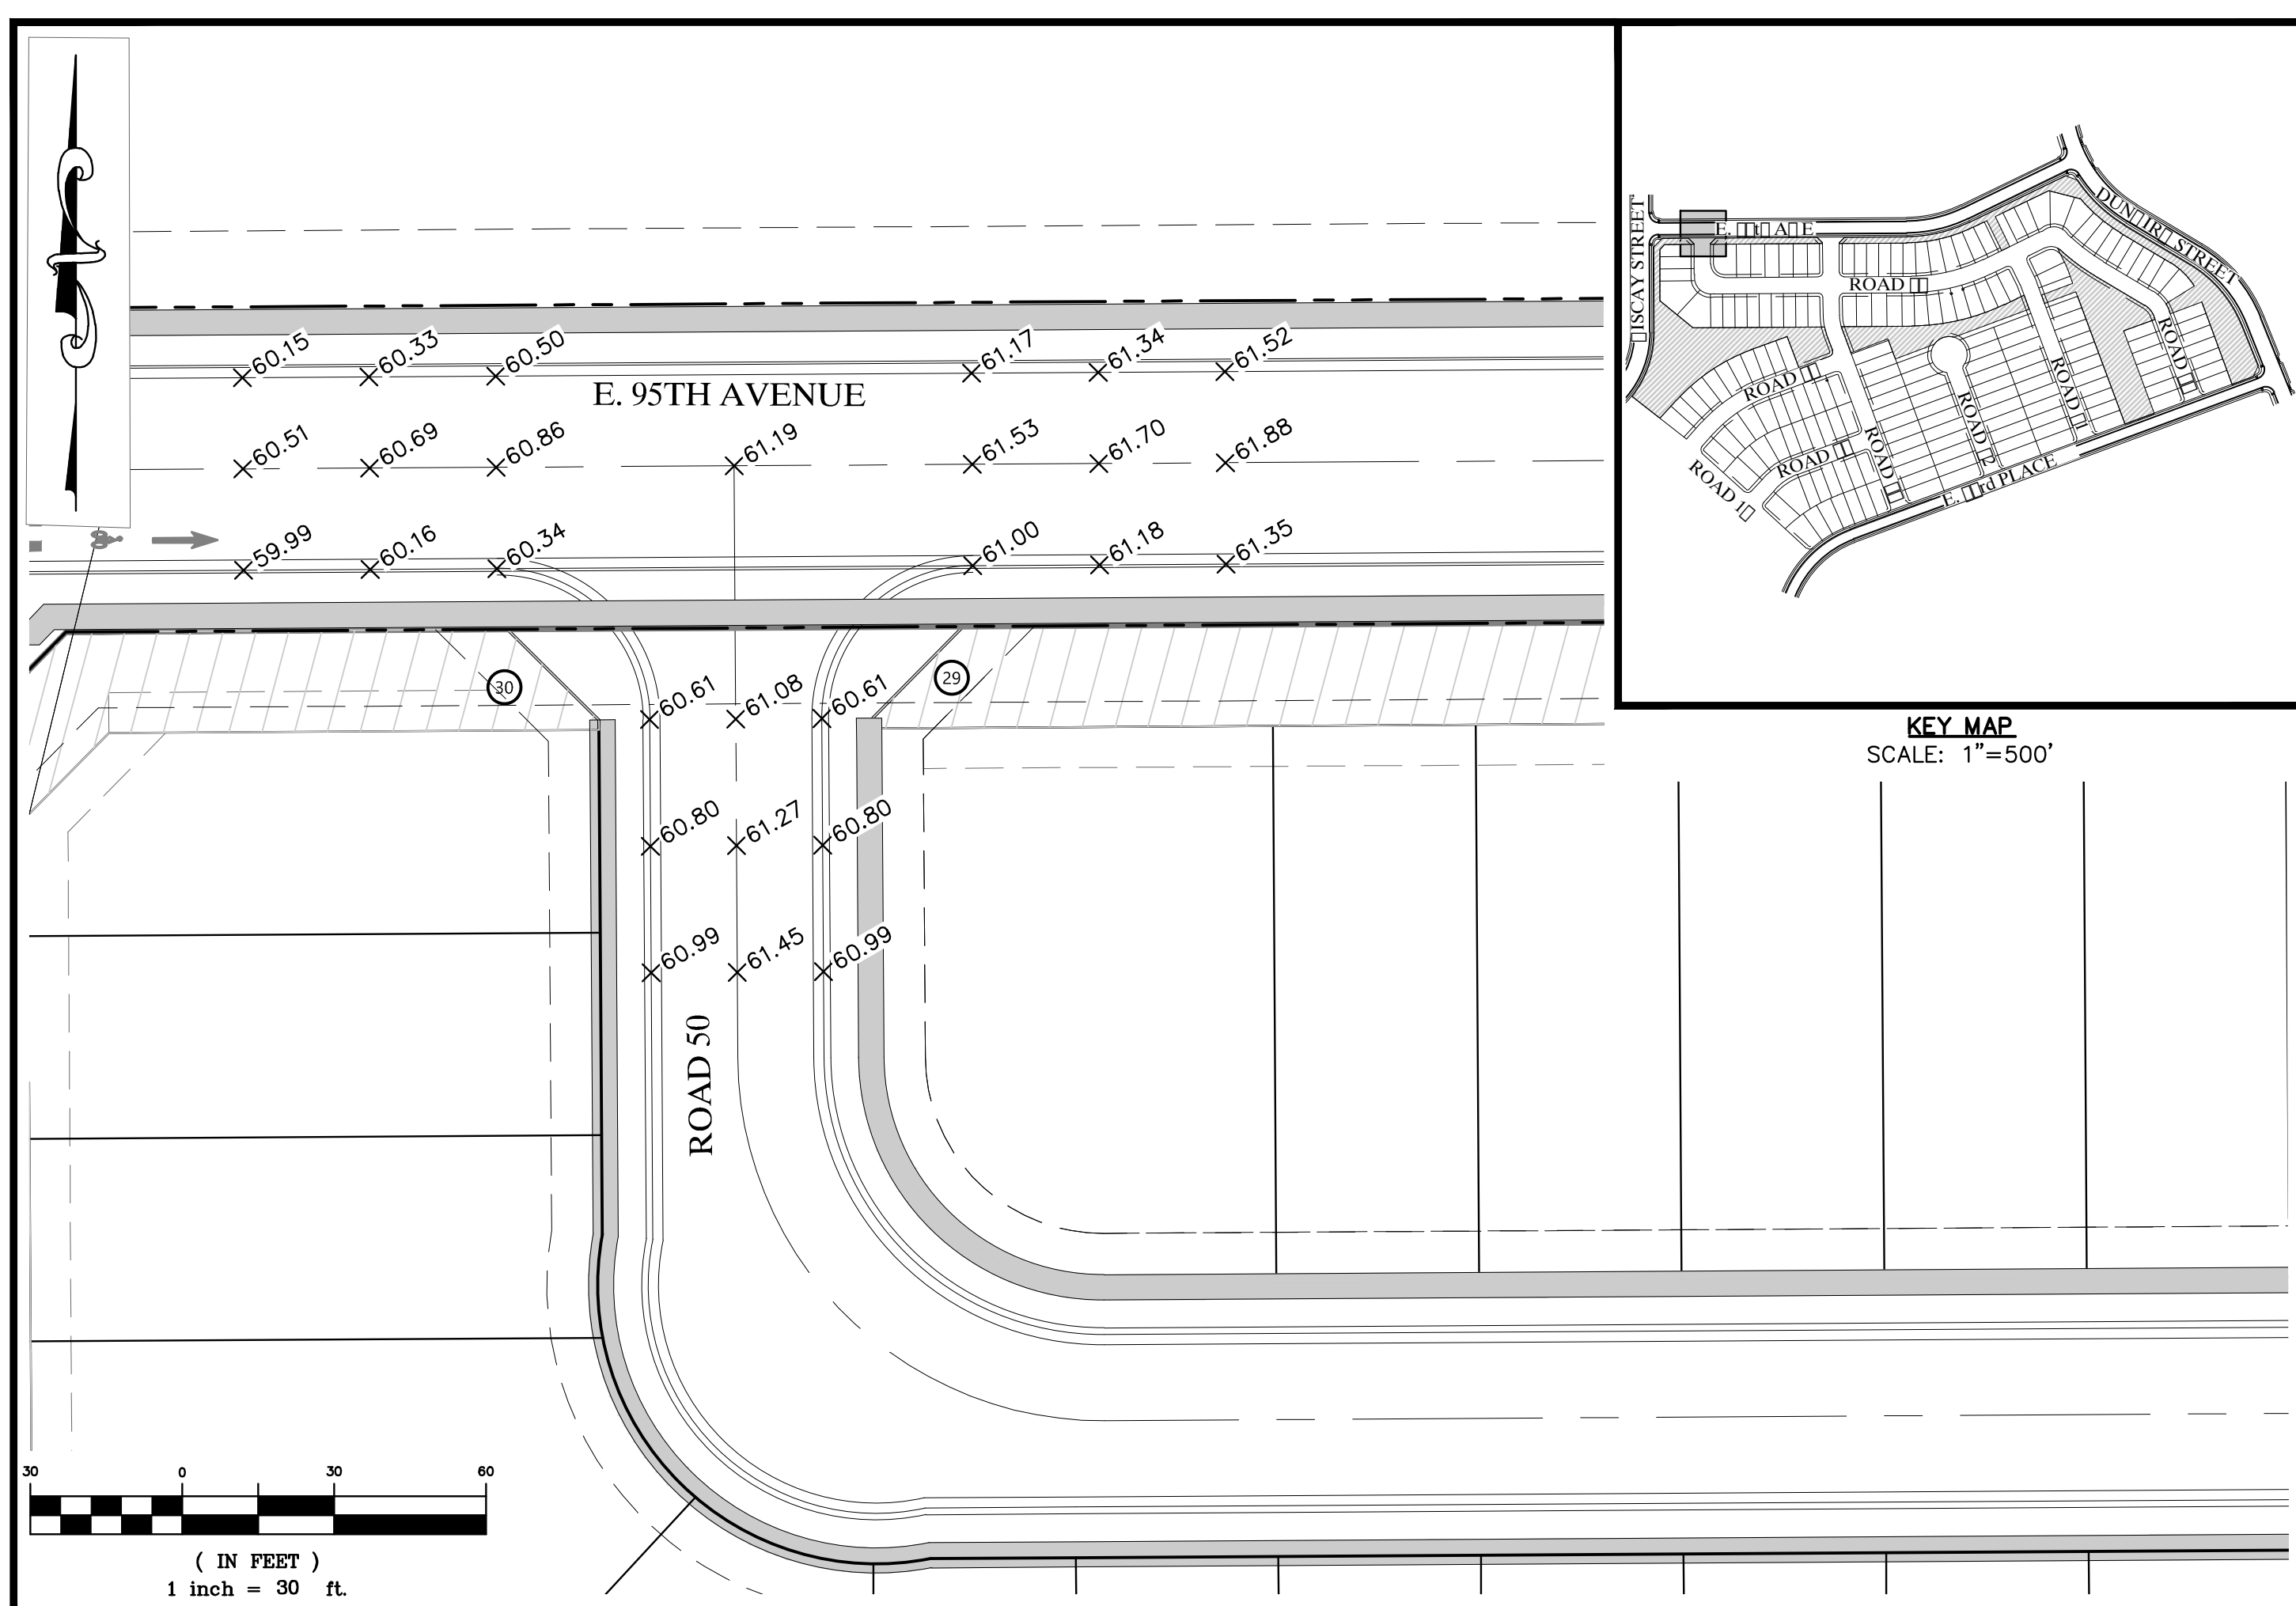 60.15
60.33
60.50
61.17
61.34
61.52
E. 95TH AVENUE
60.51
60.69
60.86
61.19
61.53
61.70
61.88
59.99
60.16
60.34
61.00
61.18
61.35
30
29
60.61
61.08
60.61
60.80
61.27
60.80
60.99
61.45
60.99
ROAD 50
30 0 30 60
( IN FEET )
1 inch = 30 ft.
STREET
E.
STREET
ROAD
ROAD
ROAD
ROAD
ROAD
ROAD
ROAD
ROAD
E. rd PLACE
KEY MAP
SCALE: 1"=500'